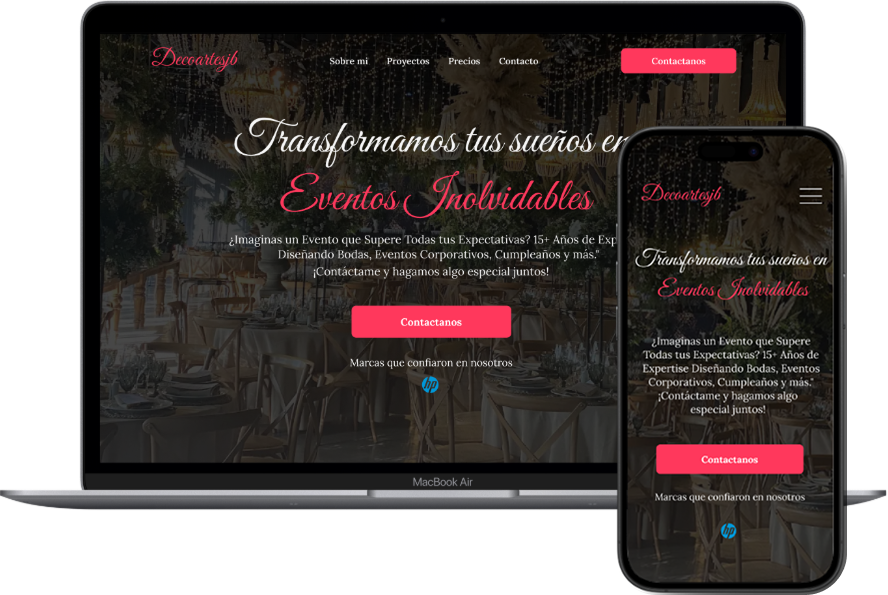 Decoartesjb
Sobre mi Proyectos Precios Contacto
Contactanos
Transformamos tus sueños en
Eventos Inolvidables
¿Imaginas un Evento que Supere Todas tus Expectativas? 15+ Años de Exp
Diseñando Bodas, Eventos Corporativos, Cumpleaños y más."
¡Contáctame y hagamos algo especial juntos!
Contactanos
Marcas que confiaron en nosotros
hp
MacBook Air
Decoartesjb
Transformamos tus sueños en
Eventos Inolvidables
¿Imaginas un Evento que Supere
Todas tus Expectativas? 15+ Años de
Expertise Diseñando Bodas, Eventos
Corporativos, Cumpleaños y más."
¡Contáctame y hagamos algo
especial juntos!
Contactanos
Marcas que confiaron en nosotros
hp